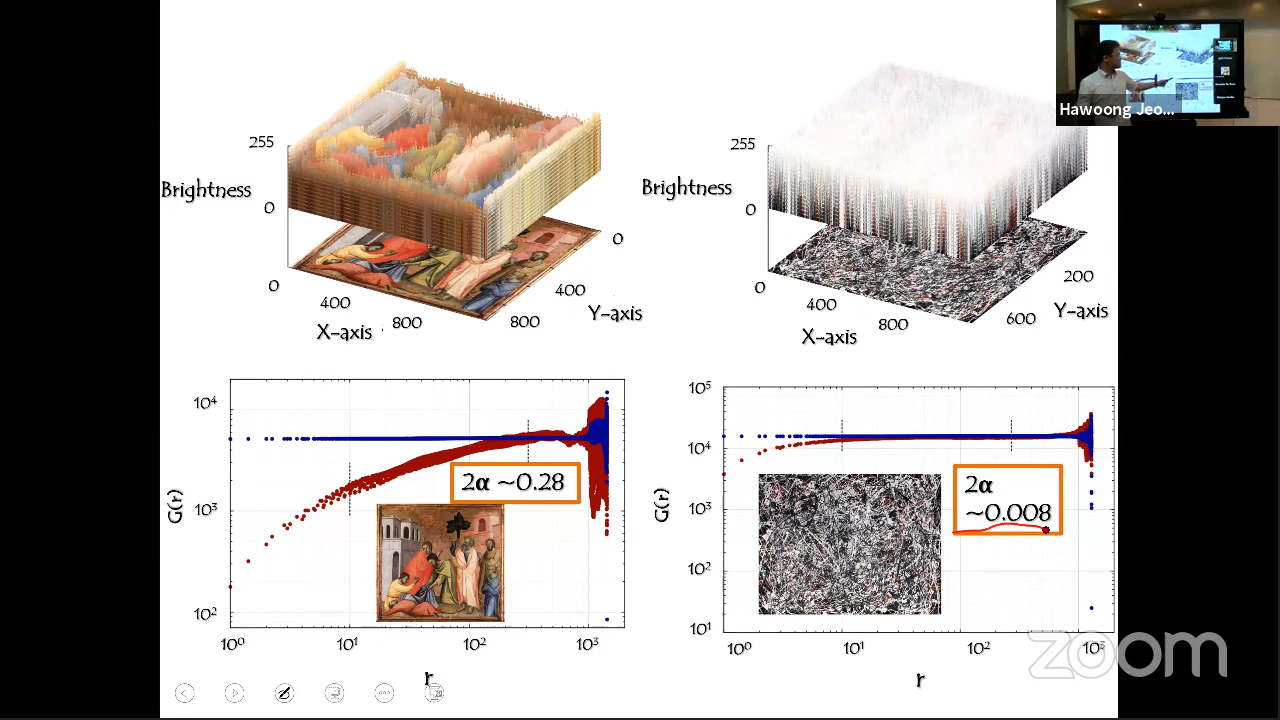 Hawoong Jeo...
255
Brightness
0
0
400
X-axis
800
800
400
Y-axis
0
255
Brightness
0
0
400
X-axis
800
600
200
Y-axis
10⁴
10³
10²
G(r)
10⁰
10¹
10²
10³
r
2α ~0.28
10⁵
10⁴
10³
10²
10¹
G(r)
10⁰
10¹
10²
10³
r
2α
~0.008
zoom